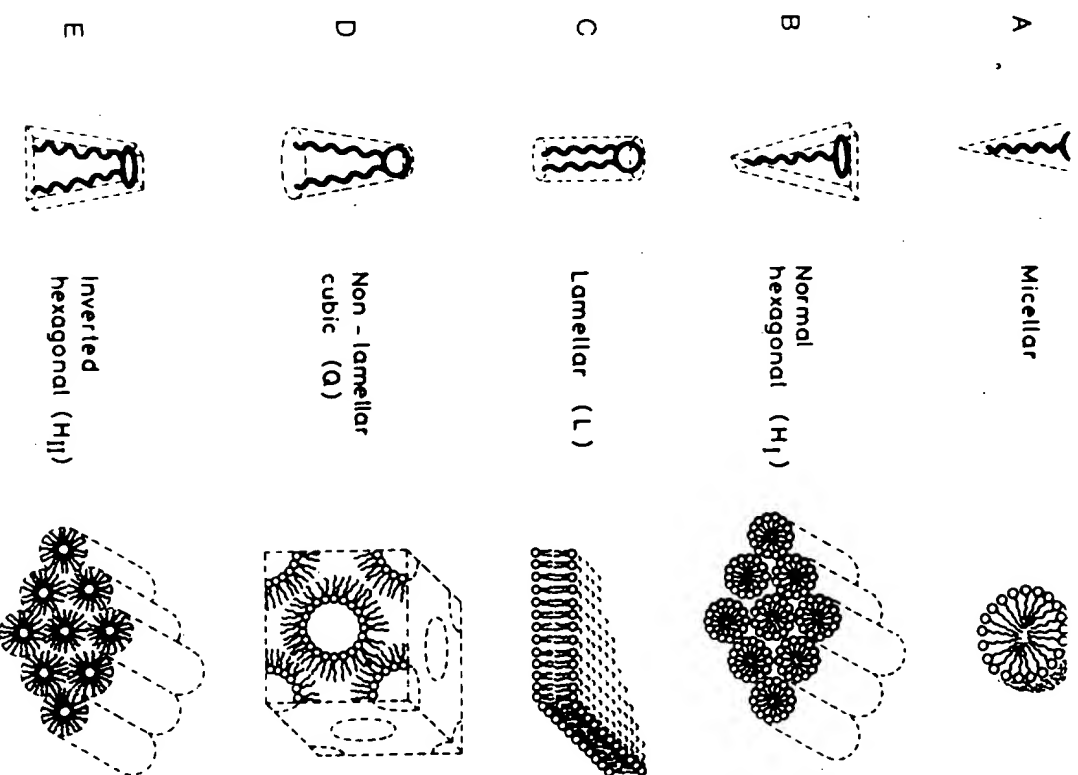 A
Micellar
B
Normal
hexagonal (H_I)
C
Lamellar (L)
D
Non-lamellar
cubic (Q)
E
Inverted
hexagonal (H_II)